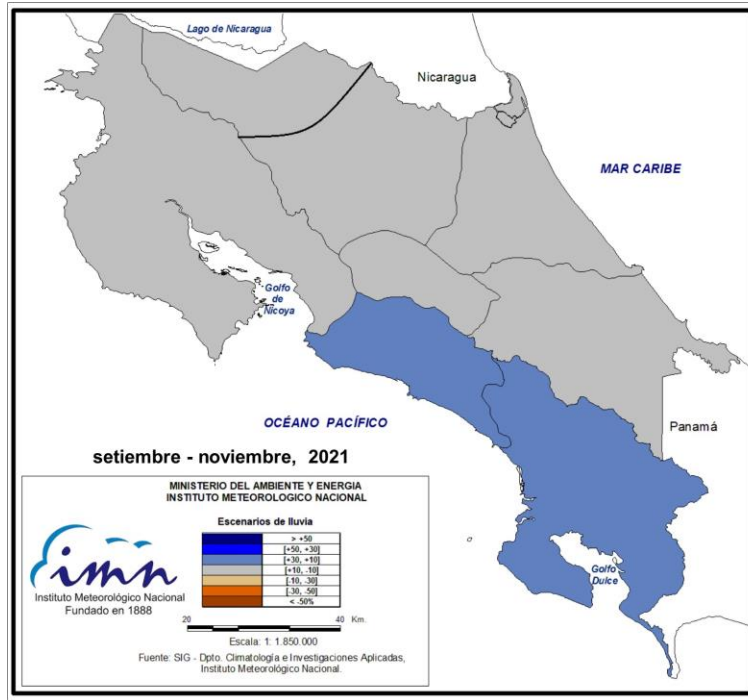 Lago de Nicaragua
Nicaragua
MAR CARIBE
Golfo
de
Nicoya
OCÉANO PACÍFICO
Panamá
setiembre - noviembre, 2021
Golfo
Dulce
MINISTERIO DEL AMBIENTE Y ENERGIA
INSTITUTO METEOROLOGICO NACIONAL
Escenarios de lluvia
> +50
[+50, +30]
[+30, +10]
[+10, -10]
[-10, -30]
[-30, -50]
< -50%
imn
Instituto Meteorológico Nacional
Fundado en 1888
20 40 Km.
Escala: 1: 1.850.000
Fuente: SIG - Dpto. Climatología e Investigaciones Aplicadas,
Instituto Meteorológico Nacional.